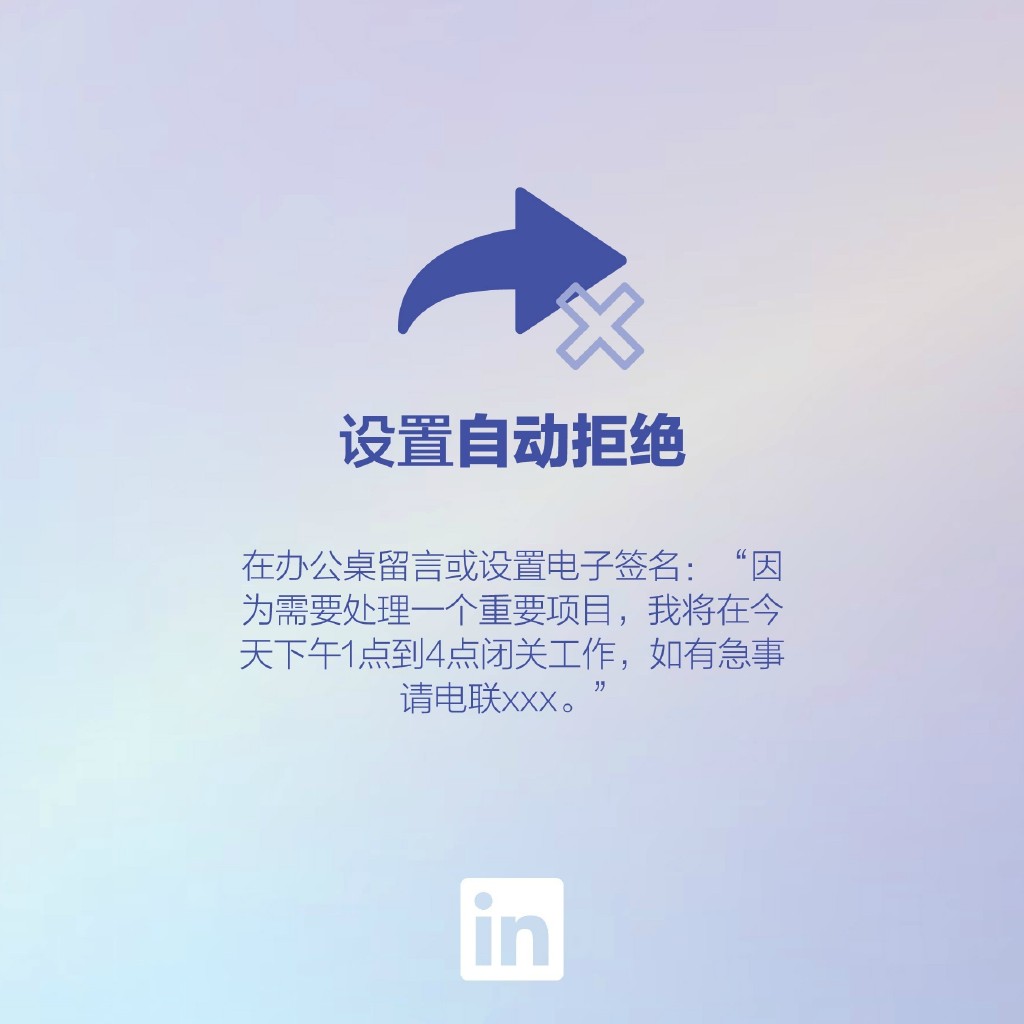 设置自动拒绝
在办公桌留言或设置电子签名：“因
为需要处理一个重要项目，我将在今
天下午1点到4点闭关工作，如有急事
请电联xxx。”
in